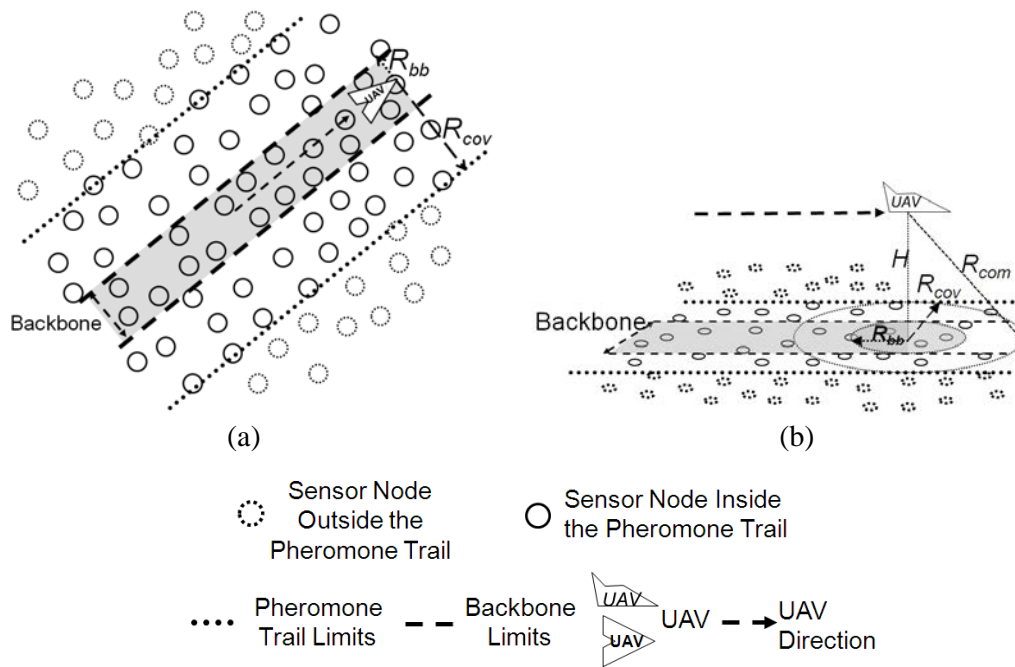 R_bb
UAV
R_cov
Backbone
(a)
UAV
H
R_com
R_cov
Backbone
R_bb
(b)
Sensor Node
Outside the
Pheromone Trail
Sensor Node Inside
the Pheromone Trail
Pheromone
Trail Limits
Backbone
Limits
UAV
UAV
UAV
UAV
Direction